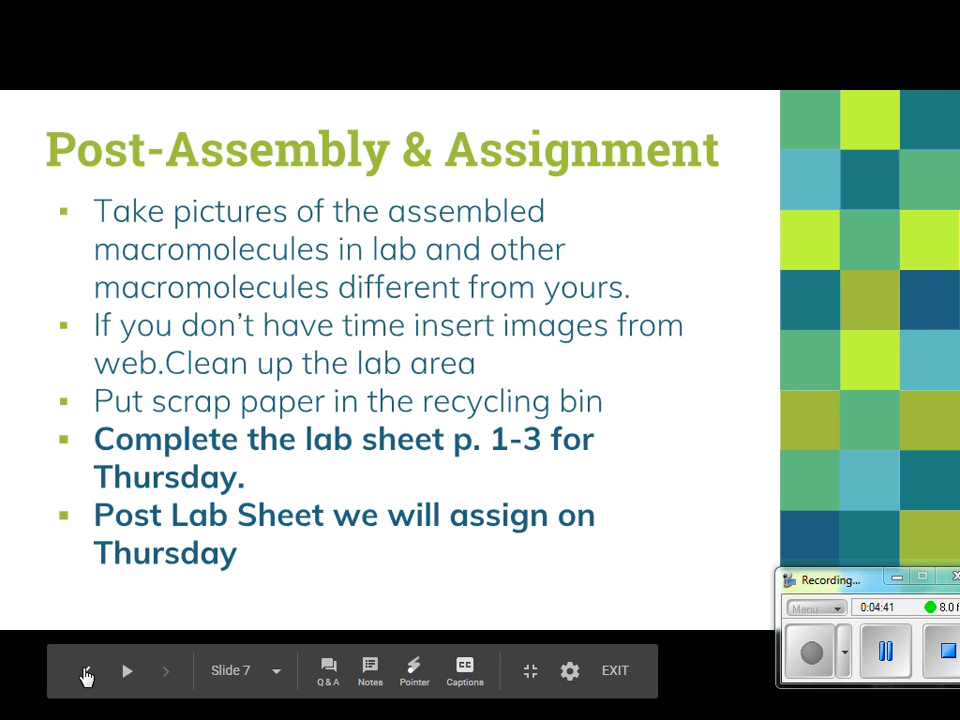 Post-Assembly & Assignment
▪ Take pictures of the assembled
macromolecules in lab and other
macromolecules different from yours.
▪ If you don't have time insert images from
web.Clean up the lab area
▪ Put scrap paper in the recycling bin
▪ Complete the lab sheet p. 1-3 for
Thursday.
▪ Post Lab Sheet we will assign on
Thursday
Recording...
Menu 0:04:41 8.0 f
Slide 7 Q & A Notes Pointer Captions EXIT